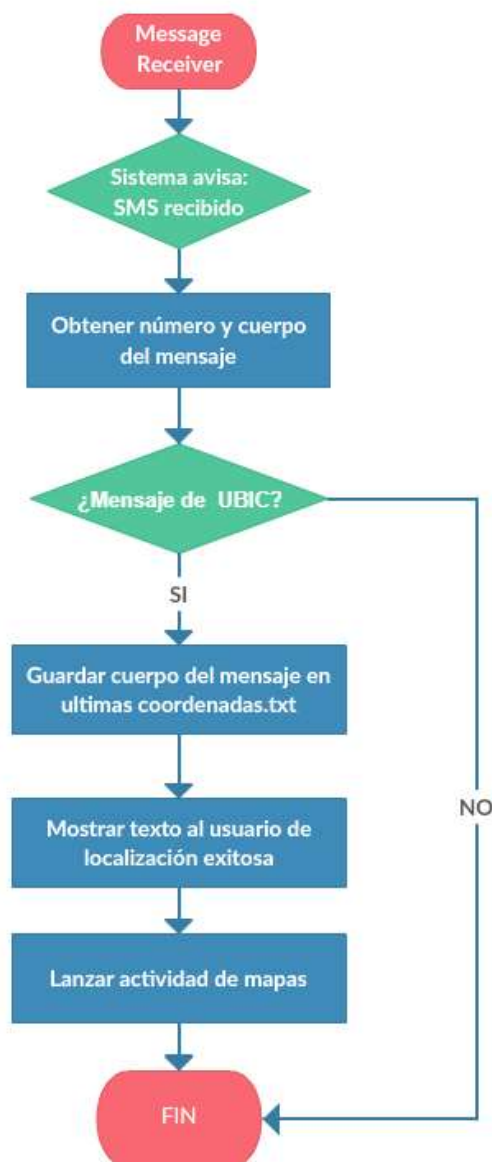 Message
Receiver
Sistema avisa:
SMS recibido
Obtener número y cuerpo
del mensaje
¿Mensaje de UBIC?
SI
Guardar cuerpo del mensaje en
ultimas coordenadas.txt
NO
Mostrar texto al usuario de
localización exitosa
Lanzar actividad de mapas
FIN